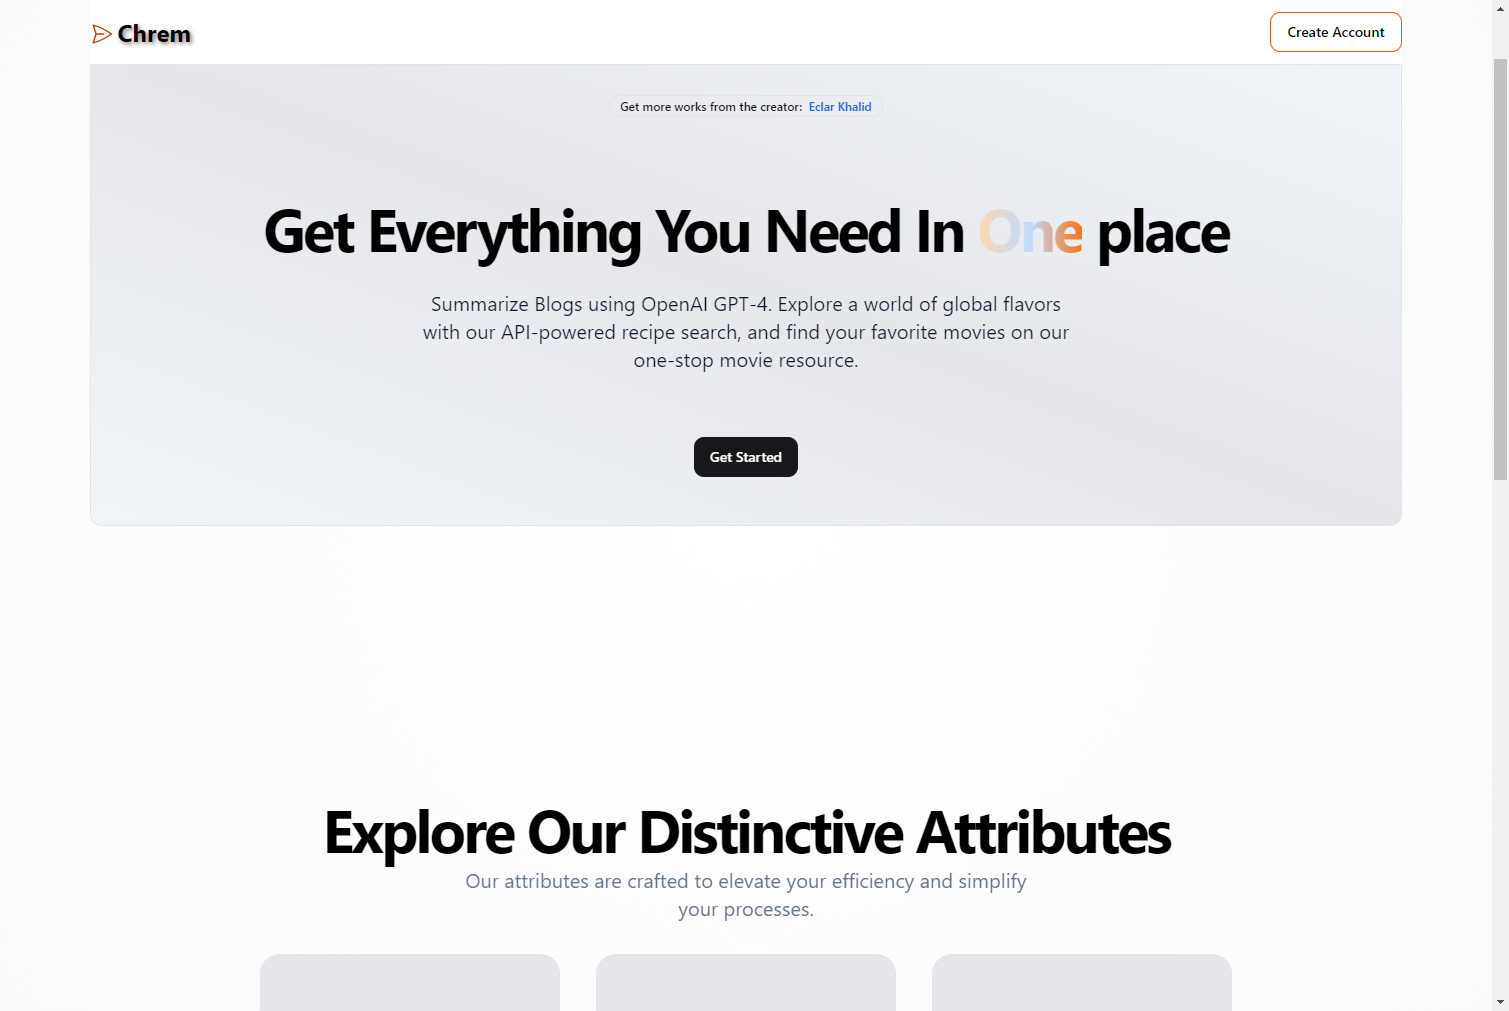 Chrem
Create Account
Get more works from the creator: Eclar Khalid
Get Everything You Need In One place
Summarize Blogs using OpenAI GPT-4. Explore a world of global flavors
with our API-powered recipe search, and find your favorite movies on our
one-stop movie resource.
Get Started
Explore Our Distinctive Attributes
Our attributes are crafted to elevate your efficiency and simplify
your processes.